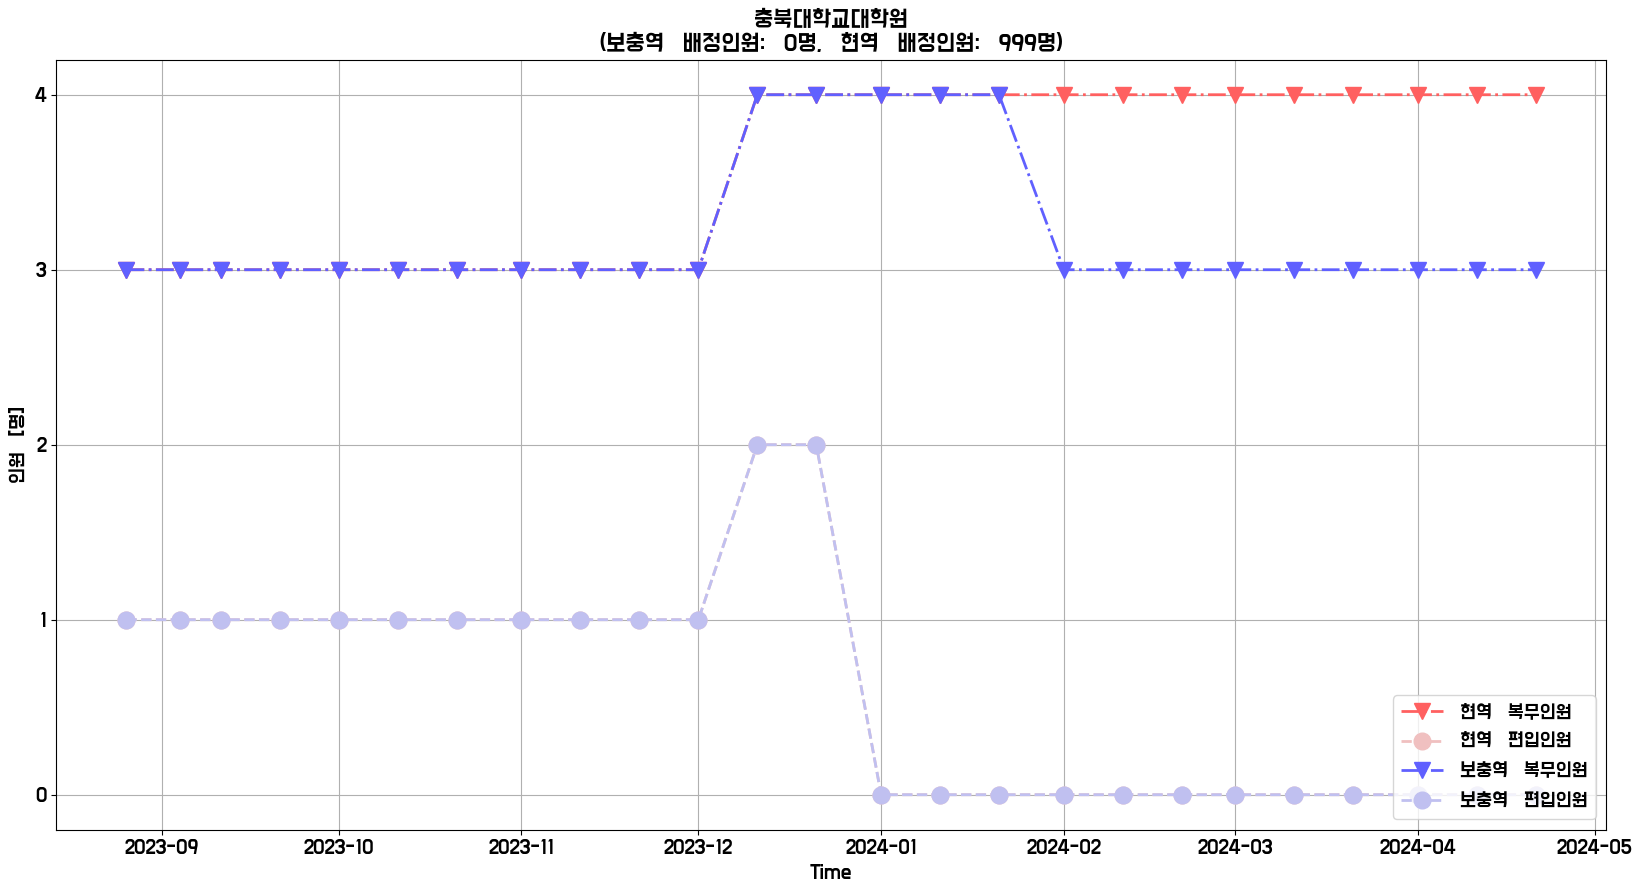 충북대학교대학원
(보충역 배정인원: 0명, 현역 배정인원: 999명)
인원 [명]
4
3
2
1
0
2023-09 2023-10 2023-11 2023-12 2024-01 2024-02 2024-03 2024-04 2024-05
Time
현역 복무인원
현역 편입인원
보충역 복무인원
보충역 편입인원